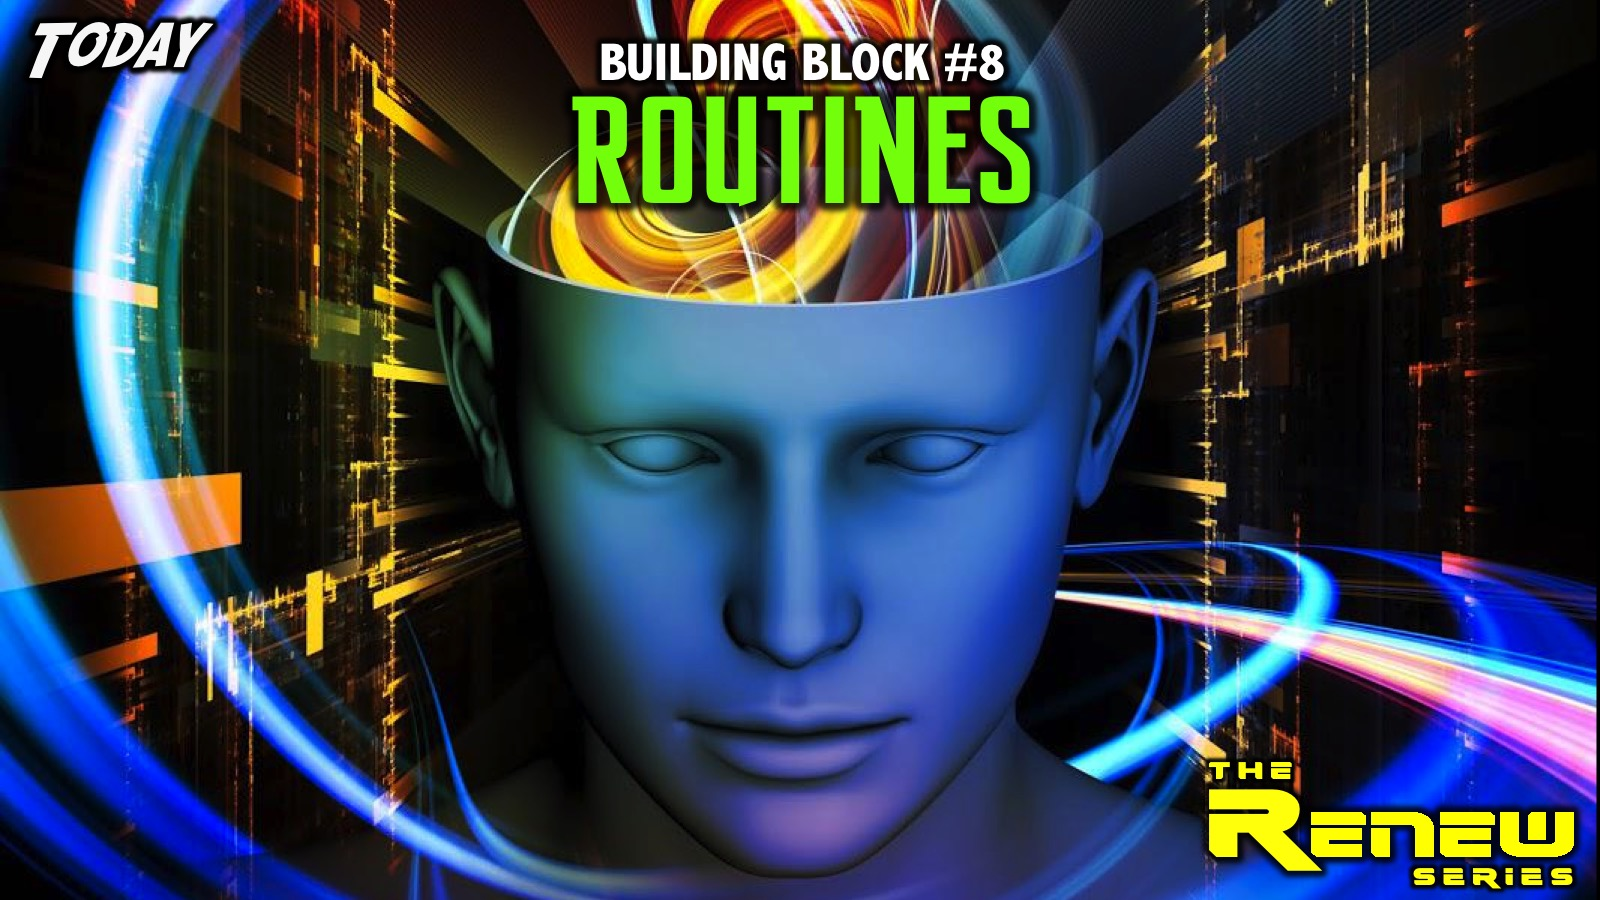 TODAY
BUILDING BLOCK #8
ROUTINES
THE
RENEW
SERIES